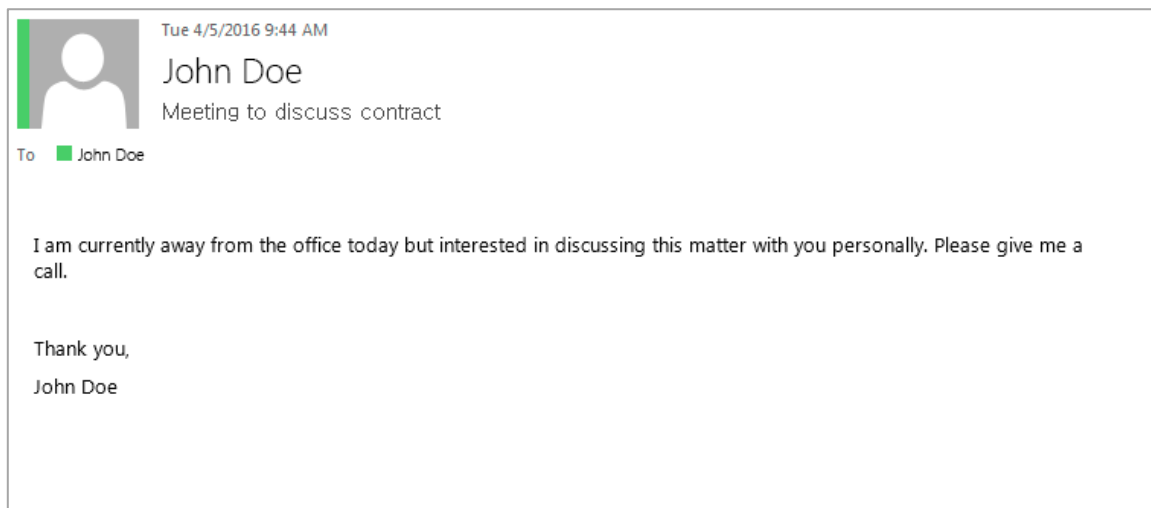 Tue 4/5/2016 9:44 AM
John Doe
Meeting to discuss contract
To John Doe
I am currently away from the office today but interested in discussing this matter with you personally. Please give me a
call.
Thank you,
John Doe